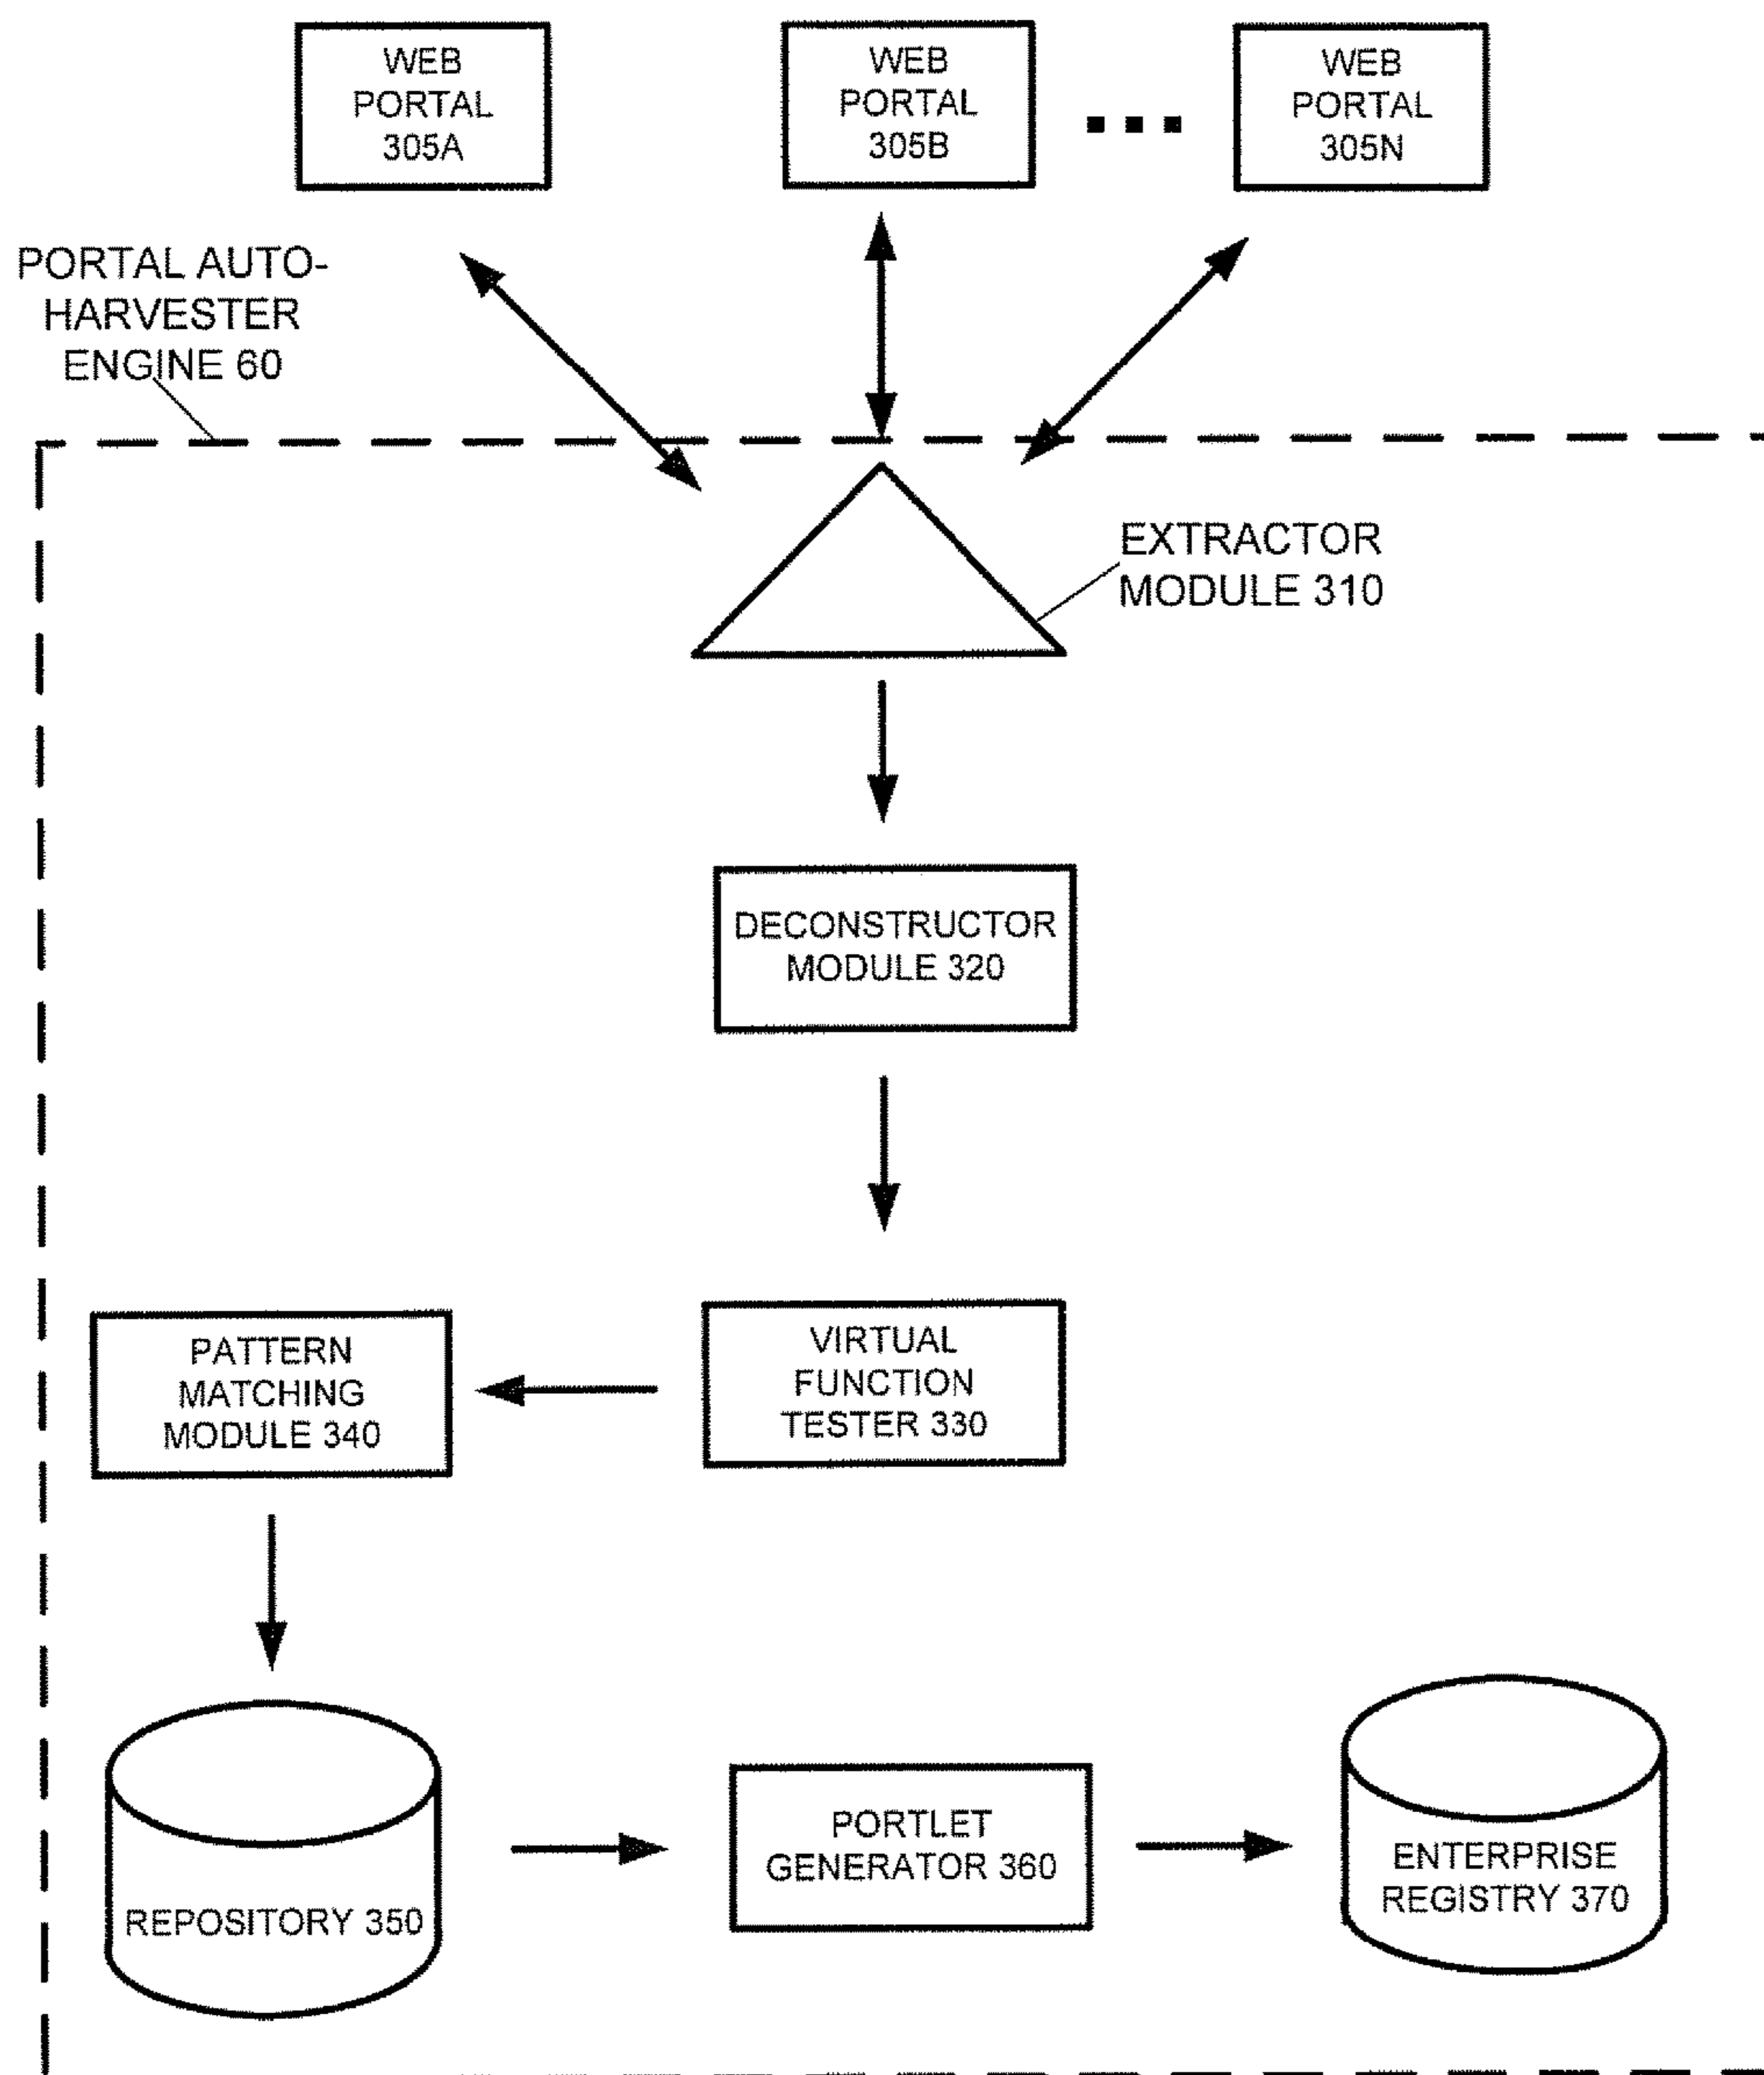 WEB
PORTAL
305A
WEB
PORTAL
305B
WEB
PORTAL
305N
PORTAL AUTO-
HARVESTER
ENGINE 60
EXTRACTOR
MODULE 310
DECONSTRUCTOR
MODULE 320
PATTERN
MATCHING
MODULE 340
VIRTUAL
FUNCTION
TESTER 330
REPOSITORY 350
PORTLET
GENERATOR 360
ENTERPRISE
REGISTRY 370